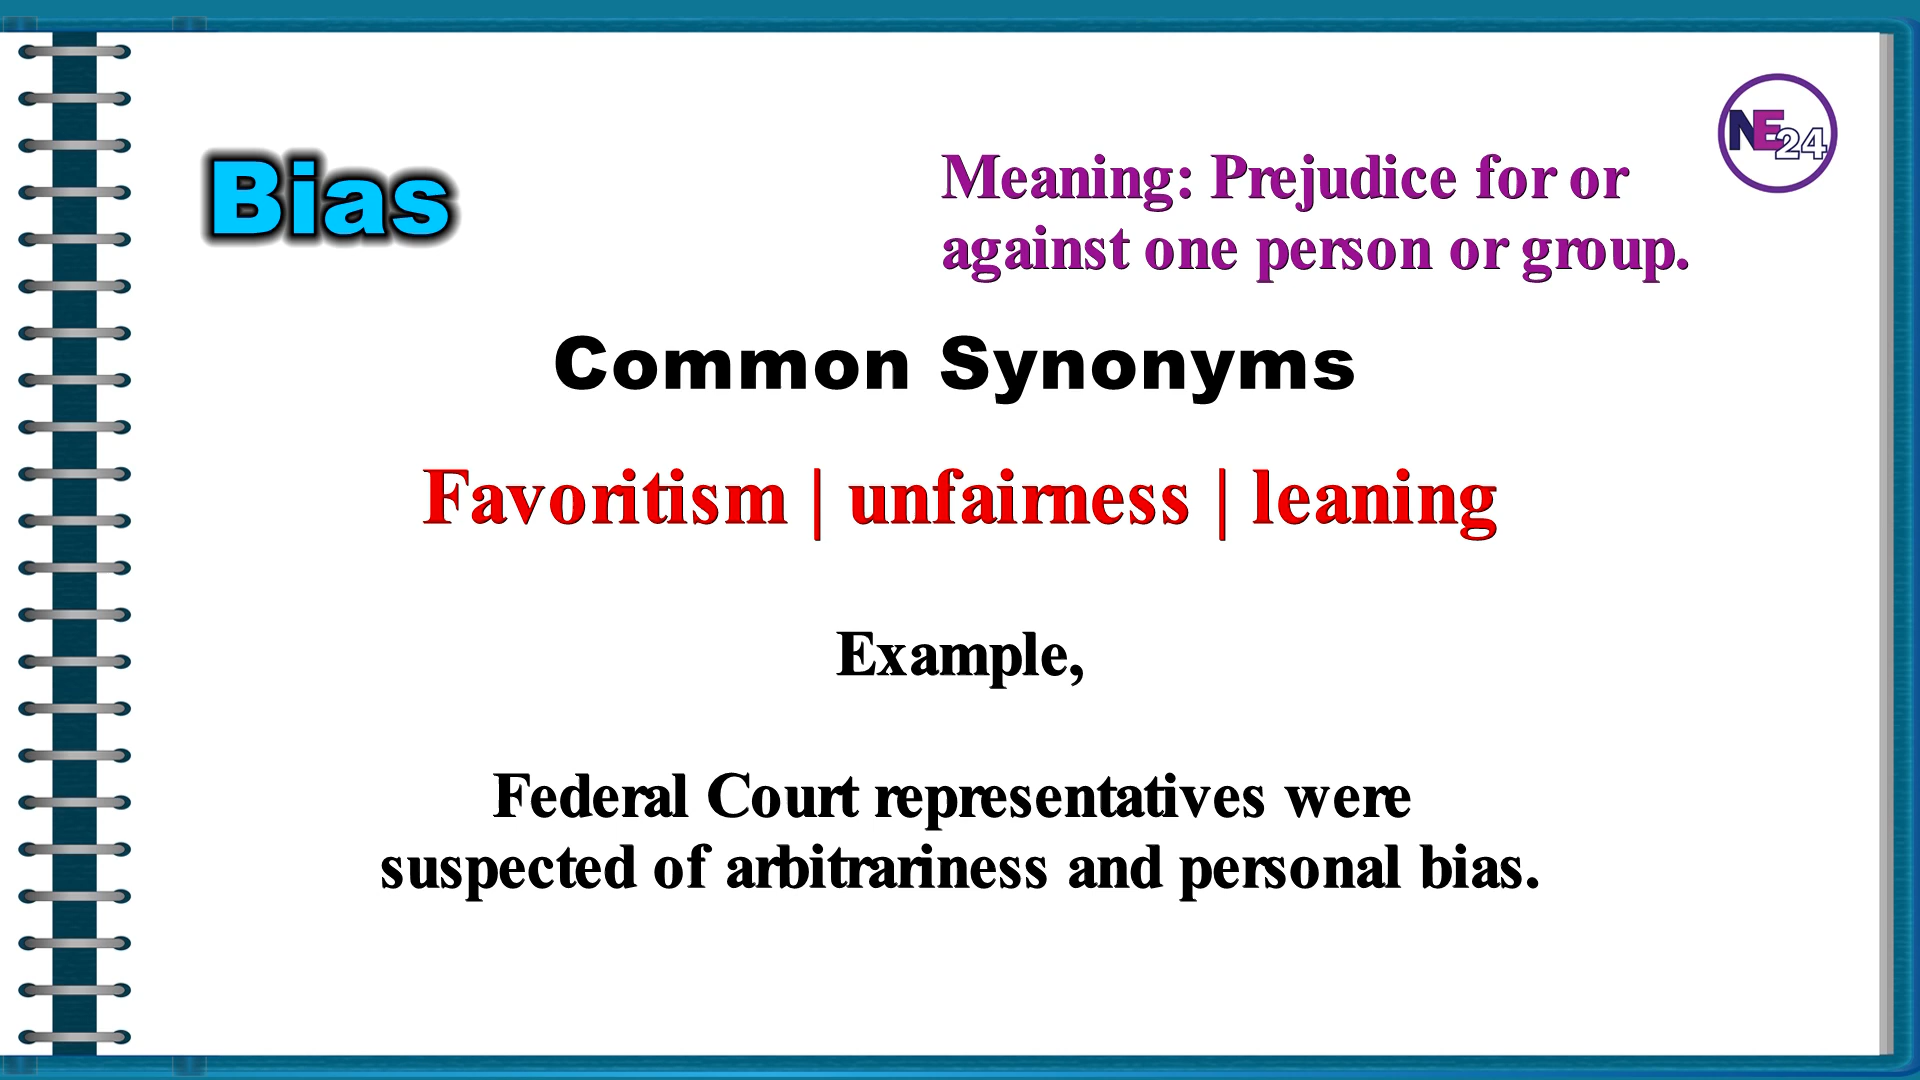 Bias
NE24
Meaning: Prejudice for or
against one person or group.
Common Synonyms
Favoritism | unfairness | leaning
Example,
Federal Court representatives were
suspected of arbitrariness and personal bias.